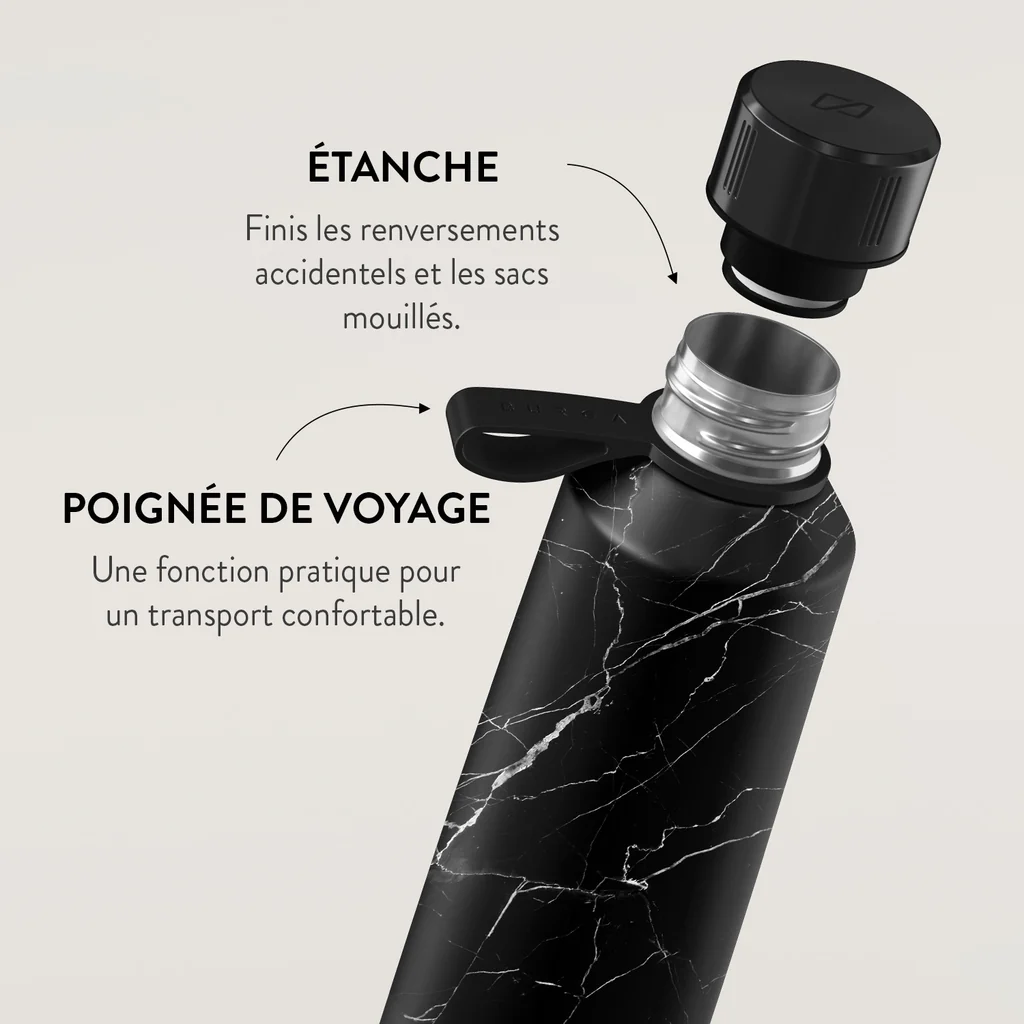 ÉTANCHE
Finis les renversements
accidentels et les sacs
mouillés.
POIGNÉE DE VOYAGE
Une fonction pratique pour
un transport confortable.